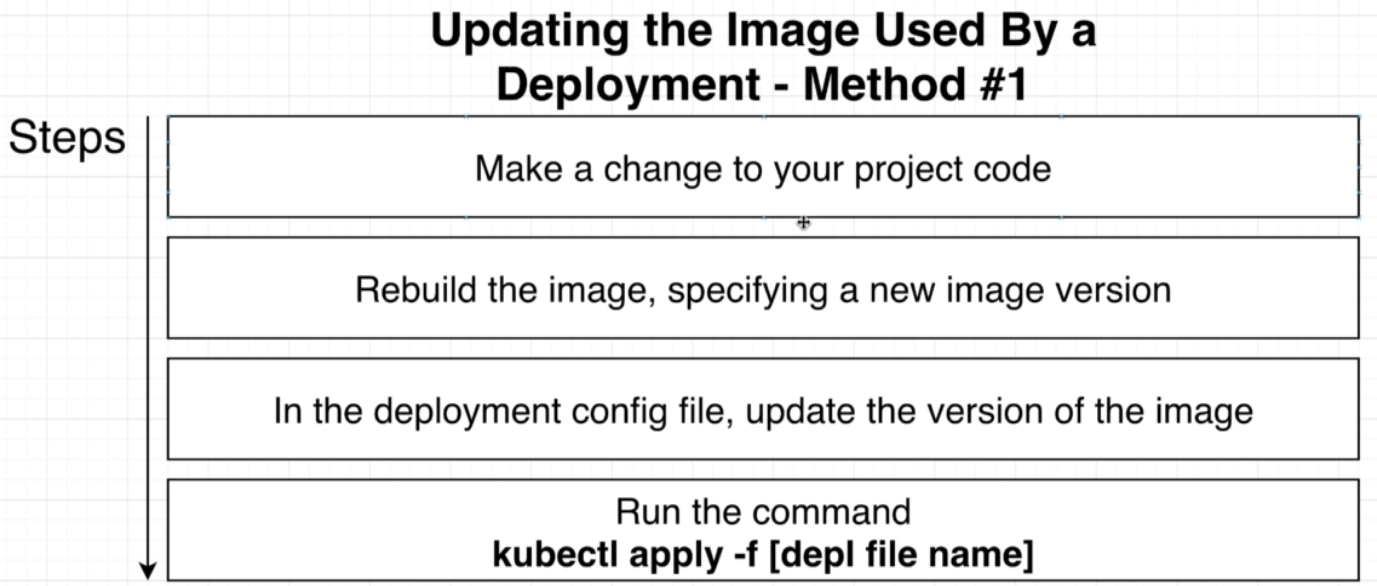 Updating the Image Used By a
Deployment - Method #1
Steps
Make a change to your project code
Rebuild the image, specifying a new image version
In the deployment config file, update the version of the image
Run the command
kubectl apply -f [depl file name]